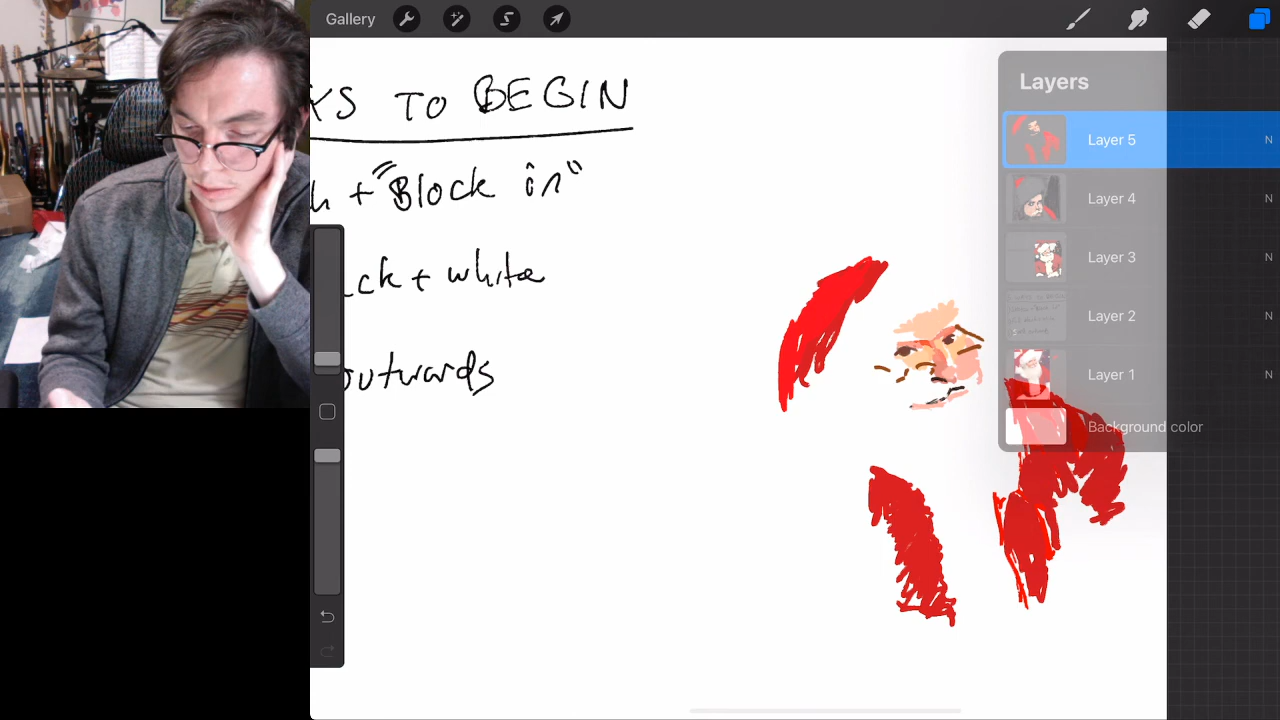 Gallery
TO BEGIN
+ "Block in"
+ white
outwards
Layers
Layer 5 N
Layer 4 N
Layer 3 N
Layer 2 N
Layer 1 N
Background color